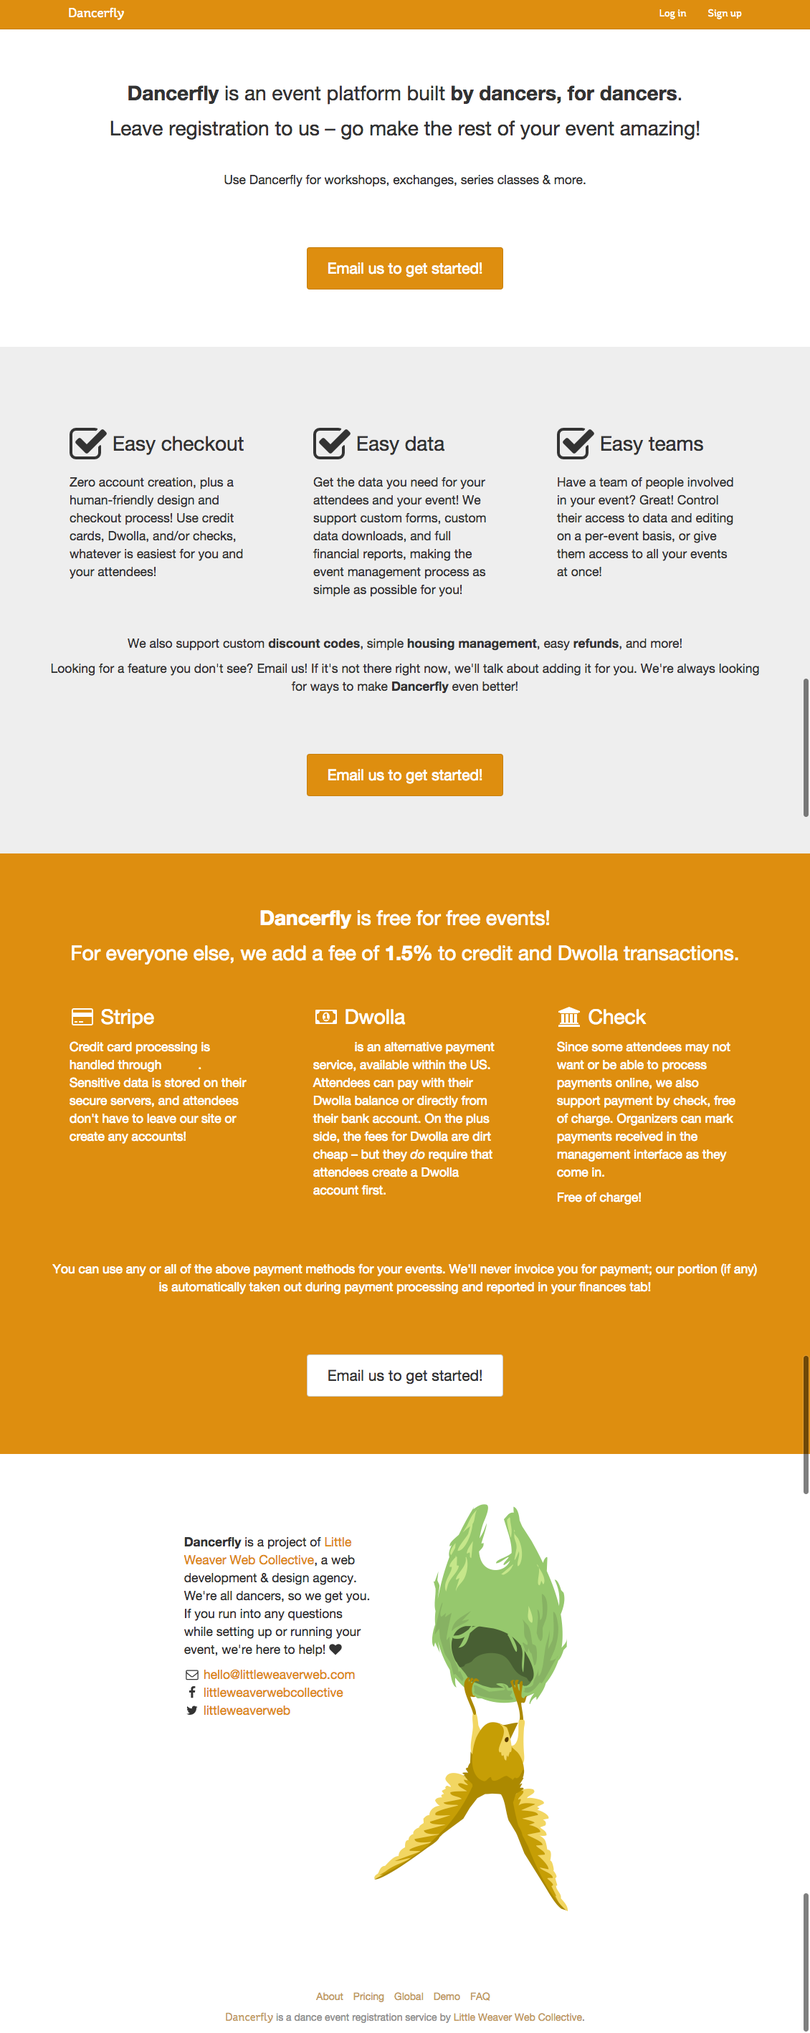 Dancerfly
Log in Sign up
Dancerfly is an event platform built by dancers, for dancers.
Leave registration to us – go make the rest of your event amazing!
Use Dancerfly for workshops, exchanges, series classes & more.
Email us to get started!
Easy checkout
Zero account creation, plus a
human-friendly design and
checkout process! Use credit
cards, Dwolla, and/or checks,
whatever is easiest for you and
your attendees!
Easy data
Get the data you need for your
attendees and your event! We
support custom forms, custom
data downloads, and full
financial reports, making the
event management process as
simple as possible for you!
Easy teams
Have a team of people involved
in your event? Great! Control
their access to data and editing
on a per-event basis, or give
them access to all your events
at once!
We also support custom discount codes, simple housing management, easy refunds, and more!
Looking for a feature you don't see? Email us! If it's not there right now, we'll talk about adding it for you. We're always looking
for ways to make Dancerfly even better!
Email us to get started!
Dancerfly is free for free events!
For everyone else, we add a fee of 1.5% to credit and Dwolla transactions.
Stripe
Credit card processing is
handled through .
Sensitive data is stored on their
secure servers, and attendees
don't have to leave our site or
create any accounts!
Dwolla
is an alternative payment
service, available within the US.
Attendees can pay with their
Dwolla balance or directly from
their bank account. On the plus
side, the fees for Dwolla are dirt
cheap – but they do require that
attendees create a Dwolla
account first.
Check
Since some attendees may not
want or be able to process
payments online, we also
support payment by check, free
of charge. Organizers can mark
payments received in the
management interface as they
come in.
Free of charge!
You can use any or all of the above payment methods for your events. We'll never invoice you for payment; our portion (if any)
is automatically taken out during payment processing and reported in your finances tab!
Email us to get started!
Dancerfly is a project of Little
Weaver Web Collective, a web
development & design agency.
We're all dancers, so we get you.
If you run into any questions
while setting up or running your
event, we're here to help!
hello@littleweaverweb.com
littleweaverwebcollective
littleweaverweb
About Pricing Global Demo FAQ
Dancerfly is a dance event registration service by Little Weaver Web Collective.